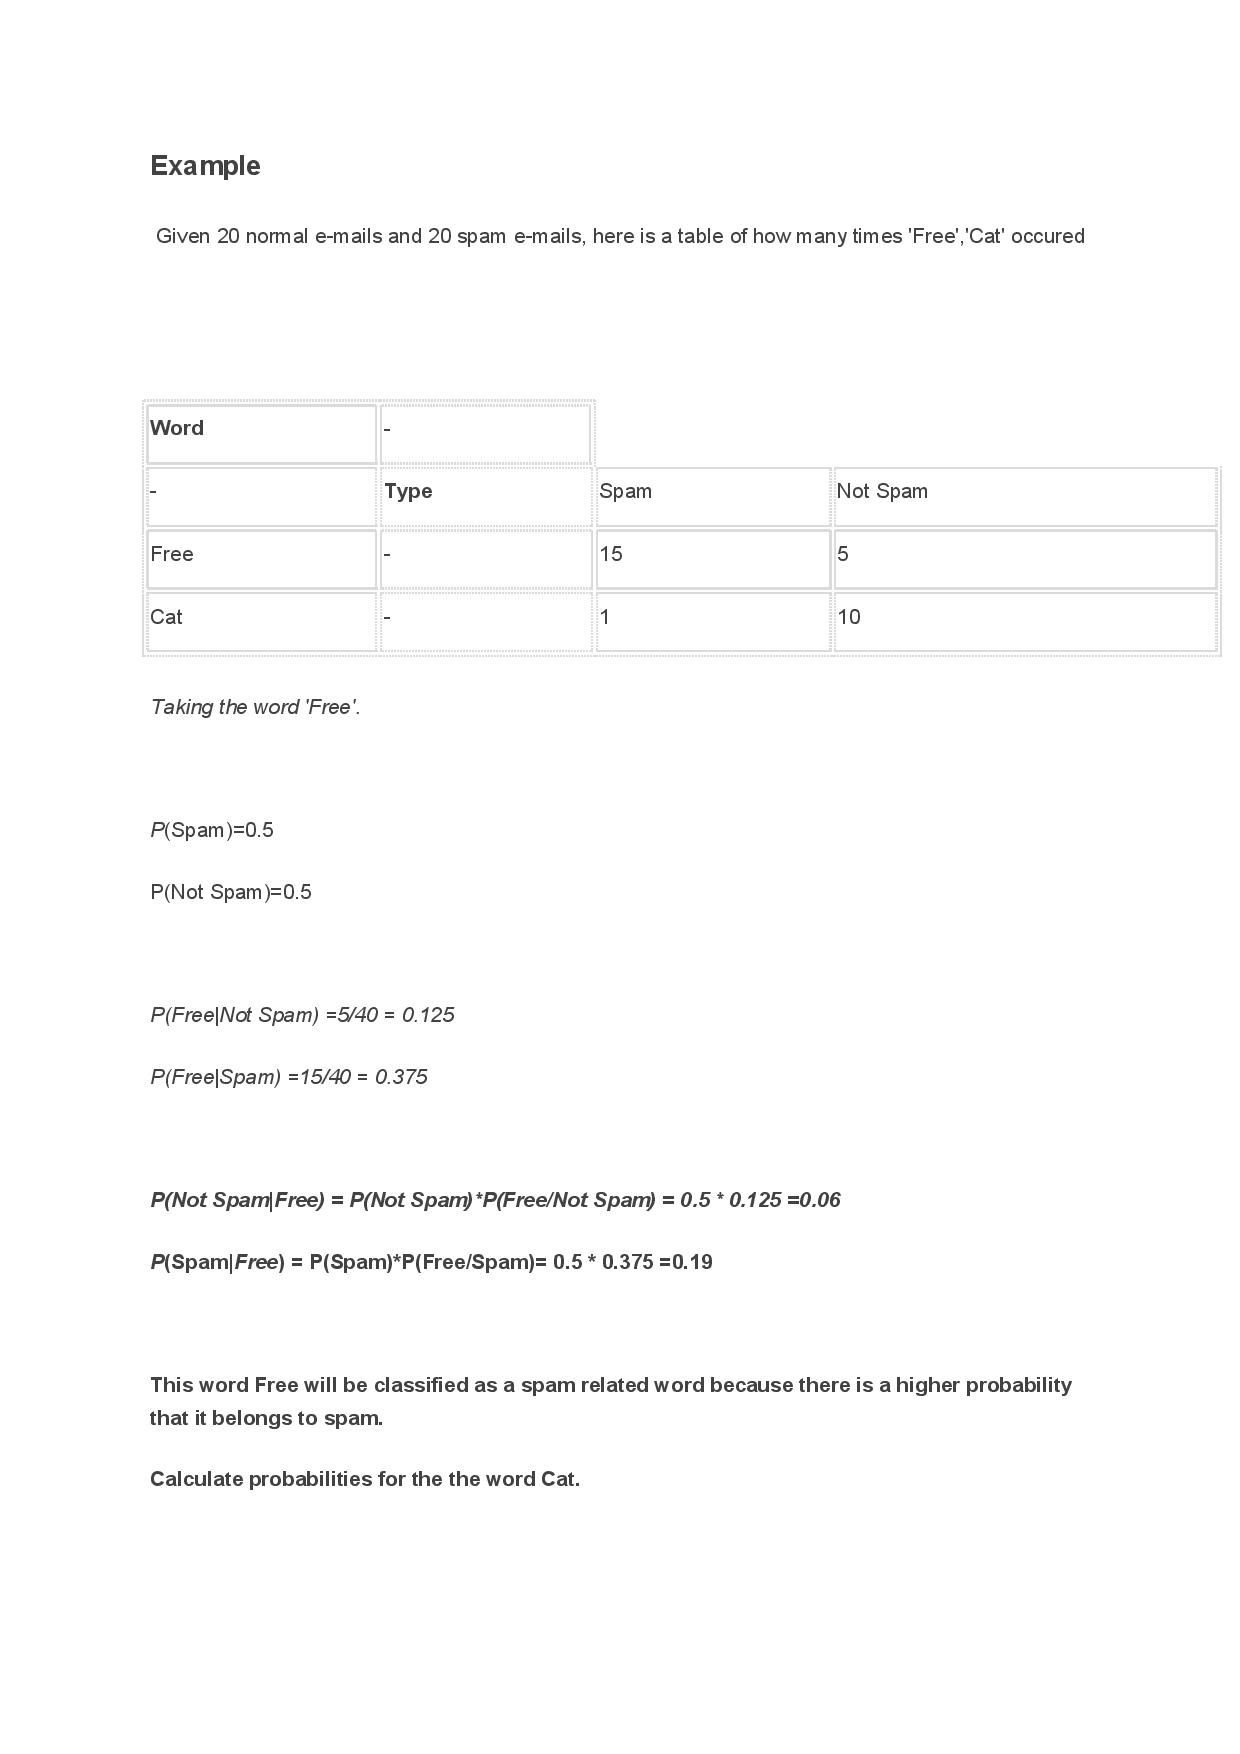 Example
Given 20 normal e-mails and 20 spam e-mails, here is a table of how many times 'Free','Cat' occured
Word -
- Type Spam Not Spam
Free - 15 5
Cat - 1 10
Taking the word 'Free'.
P(Spam)=0.5
P(Not Spam)=0.5
P(Free|Not Spam) =5/40 = 0.125
P(Free|Spam) =15/40 = 0.375
P(Not Spam|Free) = P(Not Spam)*P(Free/Not Spam) = 0.5 * 0.125 =0.06
P(Spam|Free) = P(Spam)*P(Free/Spam)= 0.5 * 0.375 =0.19
This word Free will be classified as a spam related word because there is a higher probability
that it belongs to spam.
Calculate probabilities for the the word Cat.